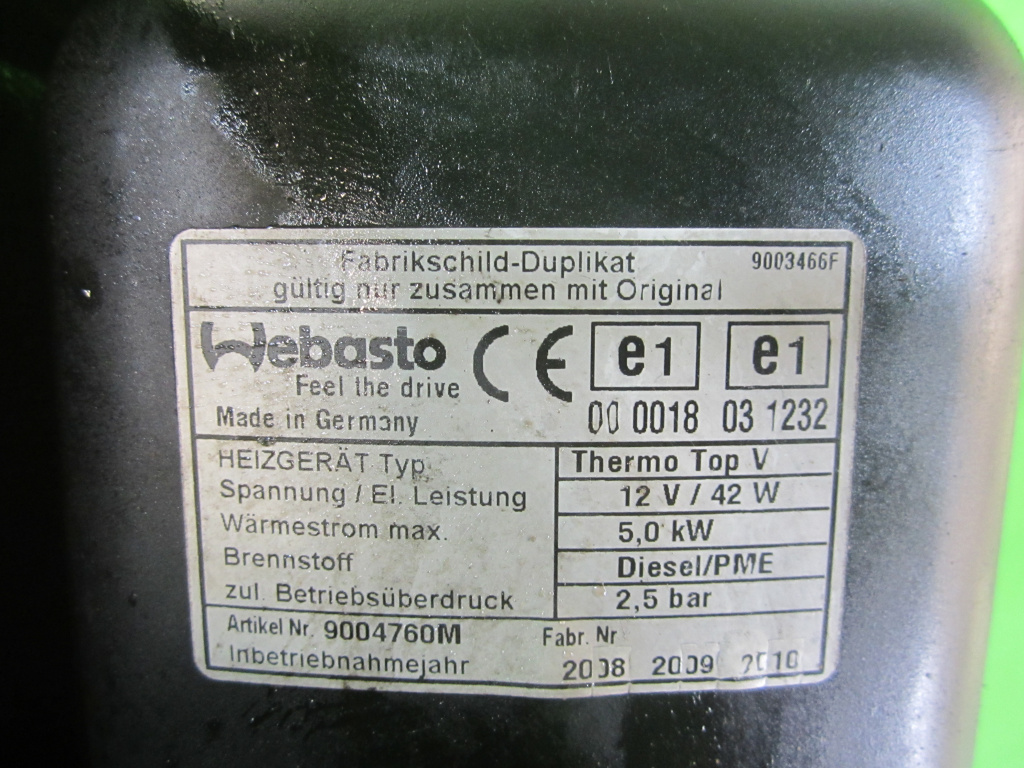 Fabrikschild-Duplikat 9003466F
gültig nur zusammen mit Original
Webasto CE e1 e1
Feel the drive
Made in Germany 00 0018 03 1232
HEIZGERÄT Typ Thermo Top V
Spannung / El. Leistung 12 V / 42 W
Wärmestrom max. 5,0 kW
Brennstoff Diesel/PME
zul. Betriebsüberdruck 2,5 bar
Artikel Nr. 9004760M Fabr. Nr
Inbetriebnahmejahr 2008 2009 2010